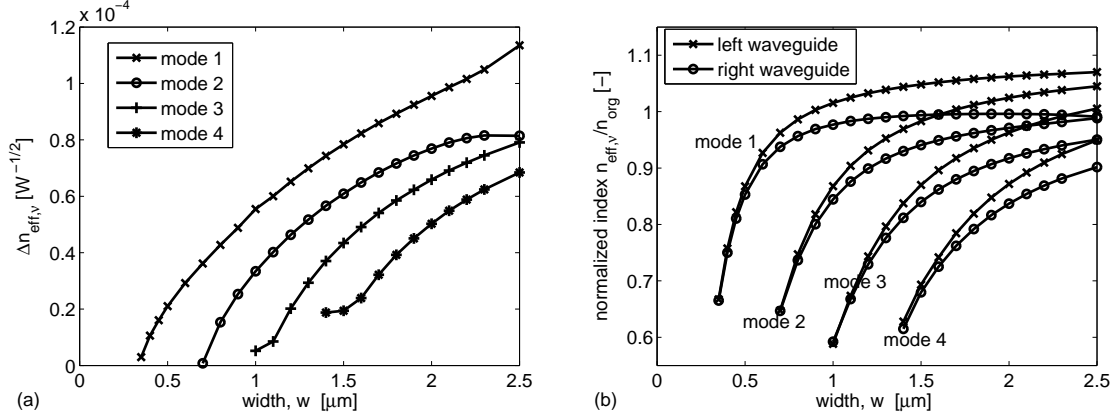 x 10⁻⁴
1.2
1
0.8
0.6
0.4
0.2
0
Δn_eff,ν [W^-1/2]
mode 1
mode 2
mode 3
mode 4
0 0.5 1 1.5 2 2.5
width, w [μm]
(a)
1.1
1
0.9
0.8
0.7
0.6
normalized index n_eff,ν/n_org [−]
left waveguide
right waveguide
mode 1
mode 2
mode 3
mode 4
0 0.5 1 1.5 2 2.5
width, w [μm]
(b)